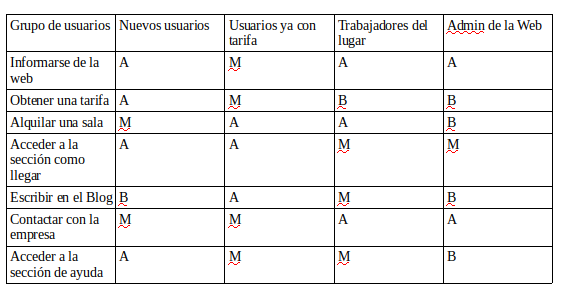 Grupo de usuarios Nuevos usuarios Usuarios ya con tarifa Trabajadores del lugar Admin de la Web
Informarse de la web A M A A
Obtener una tarifa A M B B
Alquilar una sala M A A B
Acceder a la sección como llegar A A M M
Escribir en el Blog B A M B
Contactar con la empresa M M A A
Acceder a la sección de ayuda A M M B